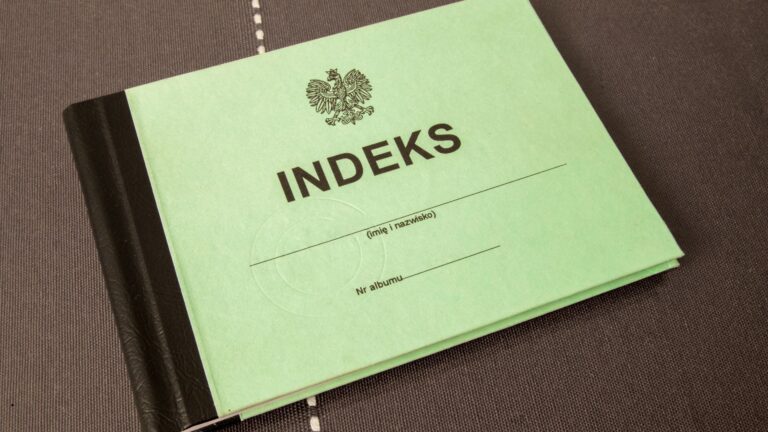 INDEKS
(imię i nazwisko)
Nr albumu